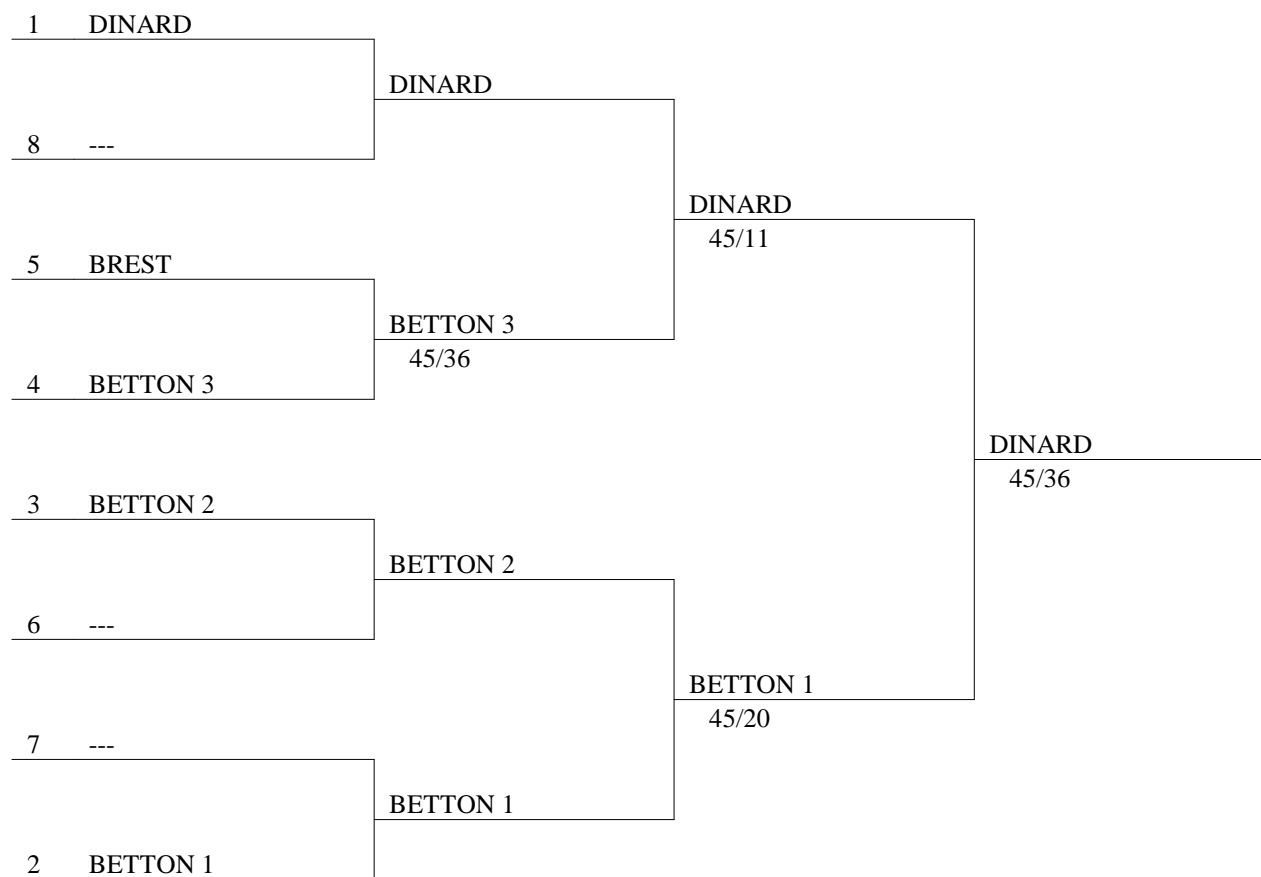 1 DINARD
DINARD
8 ---
DINARD
45/11
5 BREST
BETTON 3
45/36
4 BETTON 3
DINARD
45/36
3 BETTON 2
BETTON 2
6 ---
BETTON 1
45/20
7 ---
BETTON 1
2 BETTON 1